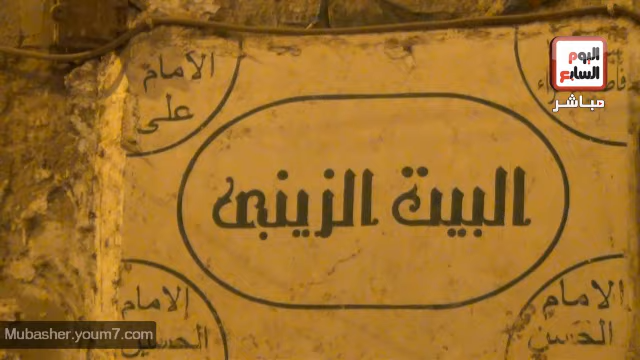 اليوم
السابع
مباشر
الامام
على
البيت الزينبى
الامام
الحسن
الامام
الحسين
Mubasher.youm7.com